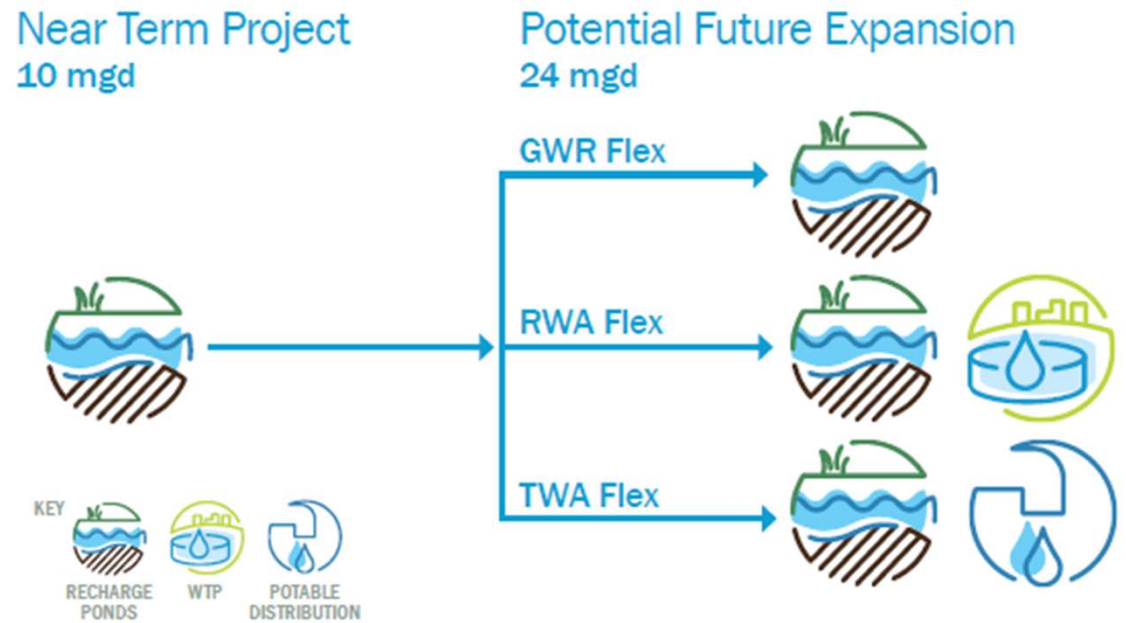 Near Term Project
10 mgd
Potential Future Expansion
24 mgd
GWR Flex
RWA Flex
TWA Flex
KEY
RECHARGE
PONDS
WTP
POTABLE
DISTRIBUTION